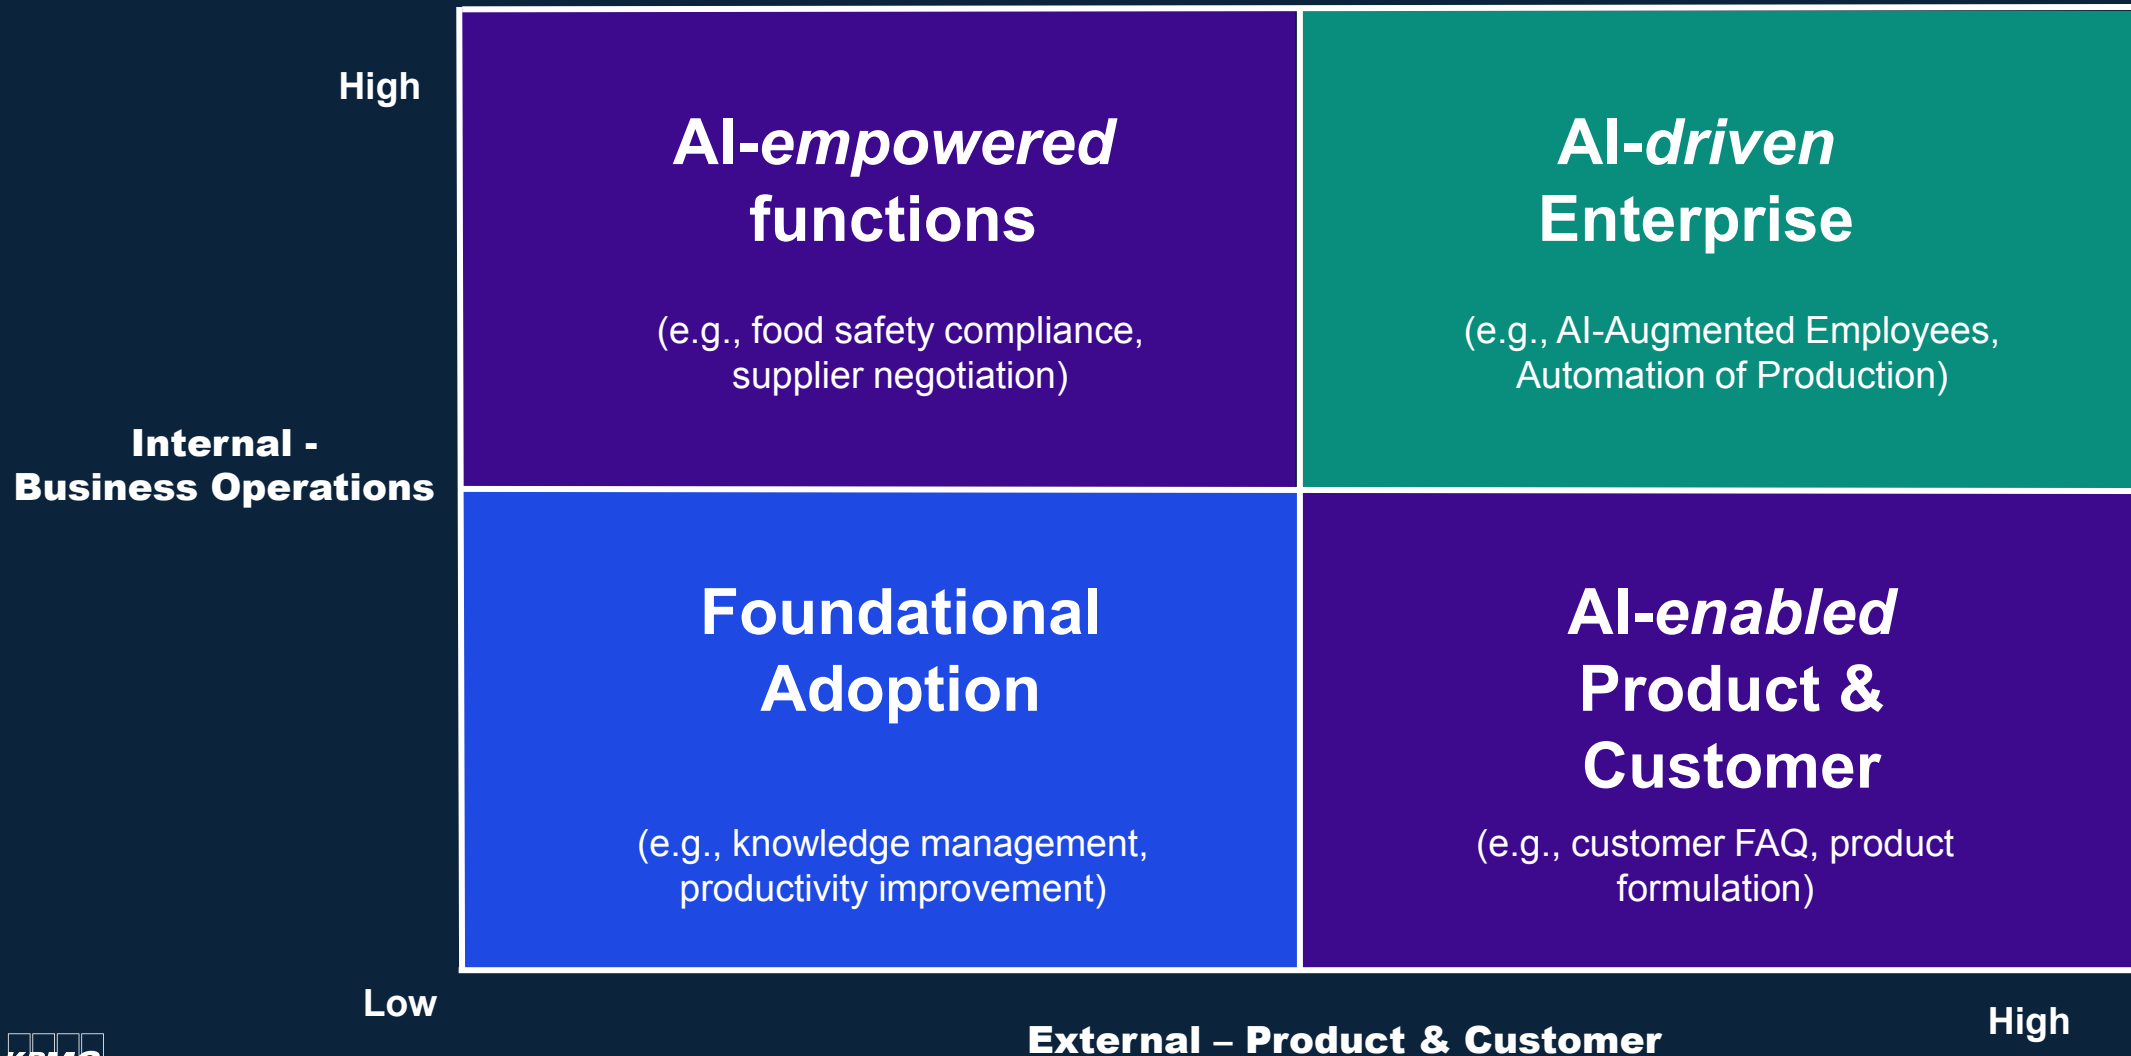 High
AI-empowered
functions
(e.g., food safety compliance,
supplier negotiation)
AI-driven
Enterprise
(e.g., AI-Augmented Employees,
Automation of Production)
Internal -
Business Operations
Foundational
Adoption
(e.g., knowledge management,
productivity improvement)
AI-enabled
Product &
Customer
(e.g., customer FAQ, product
formulation)
Low
External – Product & Customer
High
KPMG